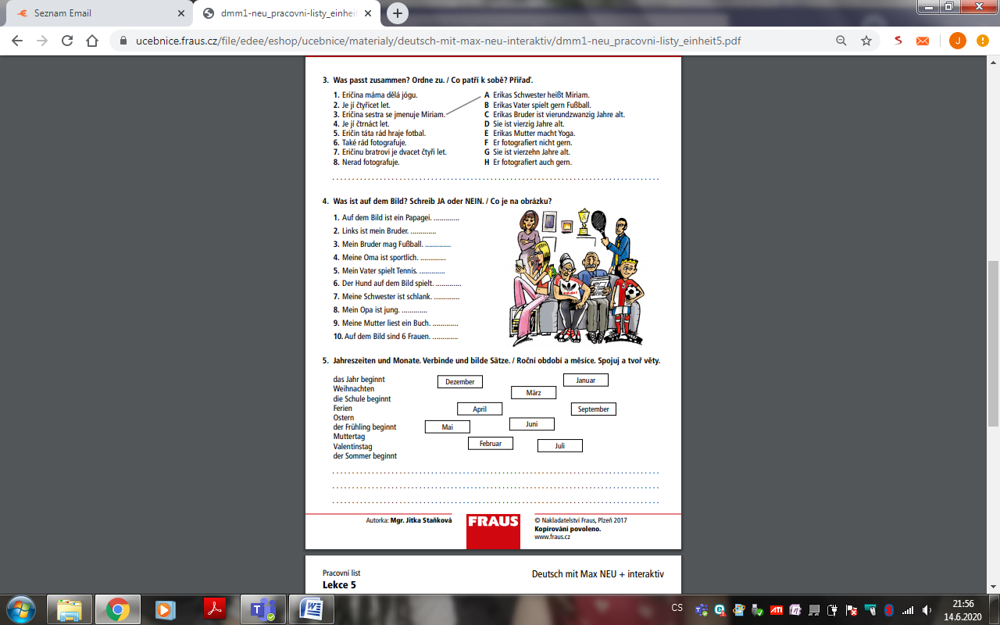 Seznam Email
dmm1-neu_pracovni-listy_einheit
ucebnice.fraus.cz/file/edee/eshop/ucebnice/materialy/deutsch-mit-max-neu-interaktiv/dmm1-neu_pracovni-listy_einheit5.pdf
J
3. Was passt zusammen? Ordne zu. / Co patří k sobě? Přiřaď.
1. Eričina máma dělá jógu.
2. Je jí čtyřicet let.
3. Eričina sestra se jmenuje Miriam.
4. Je jí čtrnáct let.
5. Eričin táta rád hraje fotbal.
6. Také rád fotografuje.
7. Eričinu bratrovi je dvacet čtyři let.
8. Nerad fotografuje.
A Erikas Schwester heißt Miriam.
B Erikas Vater spielt gern Fußball.
C Erikas Bruder ist vierundzwanzig Jahre alt.
D Sie ist vierzig Jahre alt.
E Erikas Mutter macht Yoga.
F Er fotografiert nicht gern.
G Sie ist vierzehn Jahre alt.
H Er fotografiert auch gern.
4. Was ist auf dem Bild? Schreib JA oder NEIN. / Co je na obrázku?
1. Auf dem Bild ist ein Papagei. .............
2. Links ist mein Bruder. .............
3. Mein Bruder mag Fußball. .............
4. Meine Oma ist sportlich. .............
5. Mein Vater spielt Tennis. .............
6. Der Hund auf dem Bild spielt. .............
7. Meine Schwester ist schlank. .............
8. Mein Opa ist jung. .............
9. Meine Mutter liest ein Buch. .............
10. Auf dem Bild sind 6 Frauen. .............
adidas
5. Jahreszeiten und Monate. Verbinde und bilde Sätze. / Roční období a měsíce. Spojuj a tvoř věty.
das Jahr beginnt
Weihnachten
die Schule beginnt
Ferien
Ostern
der Frühling beginnt
Muttertag
Valentinstag
der Sommer beginnt
Dezember
Januar
März
April
September
Mai
Juni
Februar
Juli
Autorka: Mgr. Jitka Staňková
FRAUS
© Nakladatelství Fraus, Plzeň 2017
Kopírování povoleno.
www.fraus.cz
Pracovní list
Lekce 5
Deutsch mit Max NEU + interaktiv
CS
ATI
21:56
14.6.2020